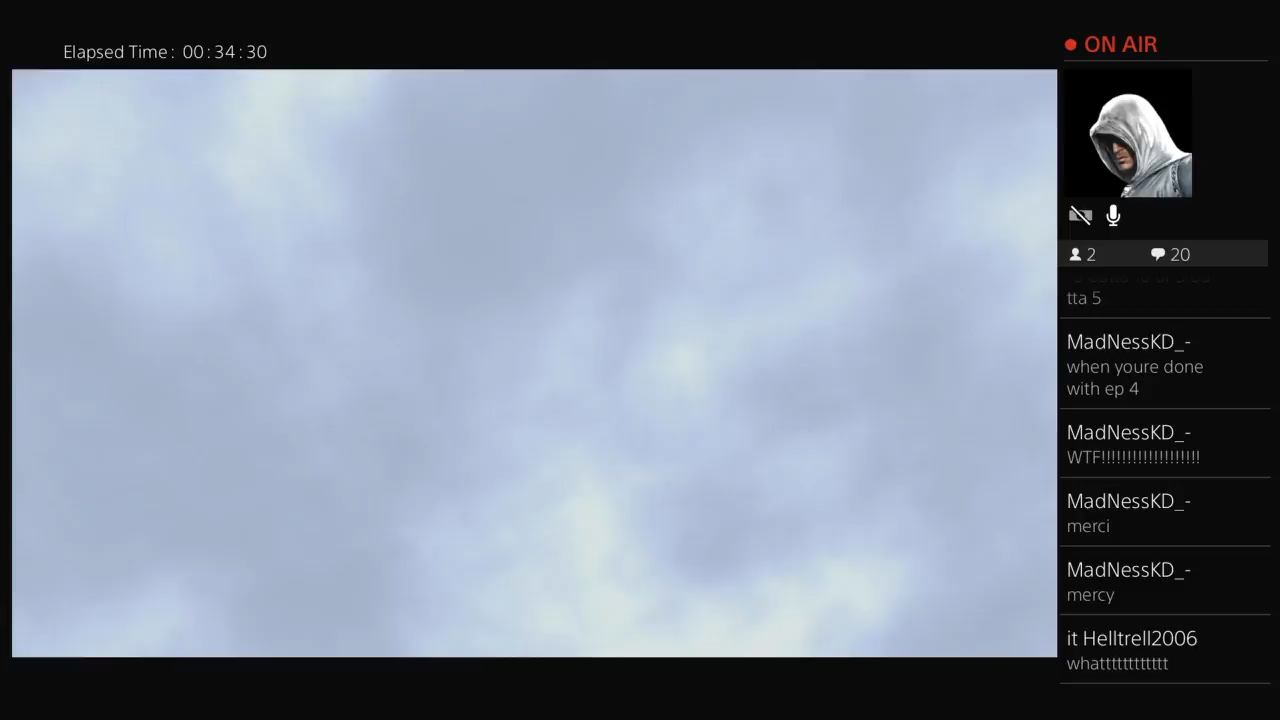 Elapsed Time: 00:34:30
ON AIR
2
20
tta 5
MadNessKD_-
when youre done
with ep 4
MadNessKD_-
WTF!!!!!!!!!!!!!!!!!!!
MadNessKD_-
merci
MadNessKD_-
mercy
it Helltrell2006
whattttttttttttt